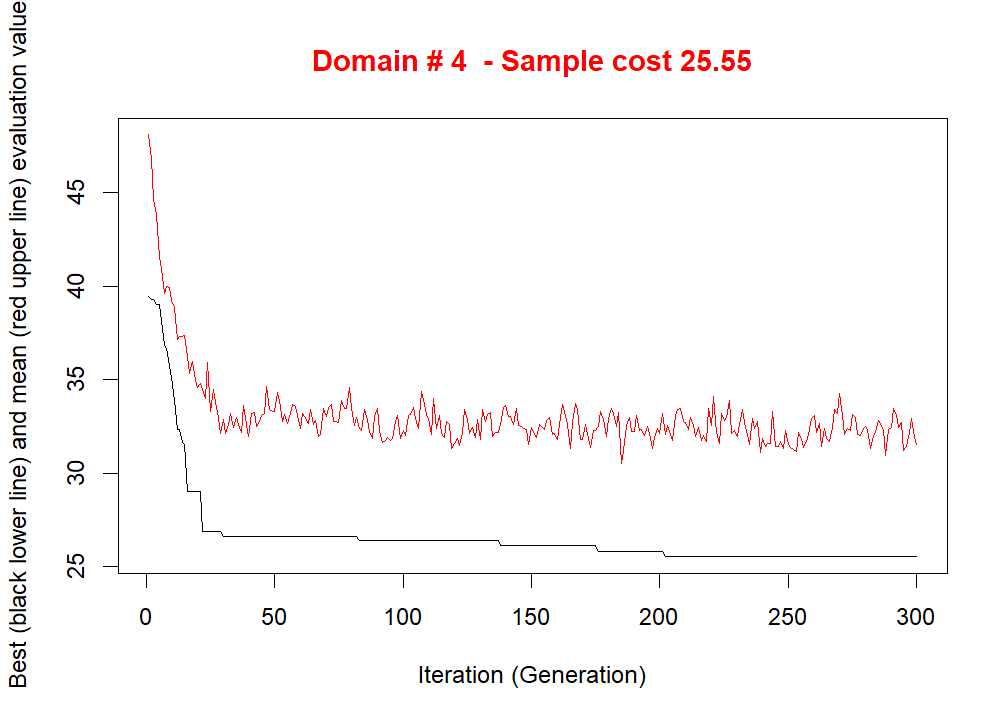 Domain # 4  - Sample cost 25.55
Best (black lower line) and mean (red upper line) evaluation value
45
40
35
30
25
0 50 100 150 200 250 300
Iteration (Generation)